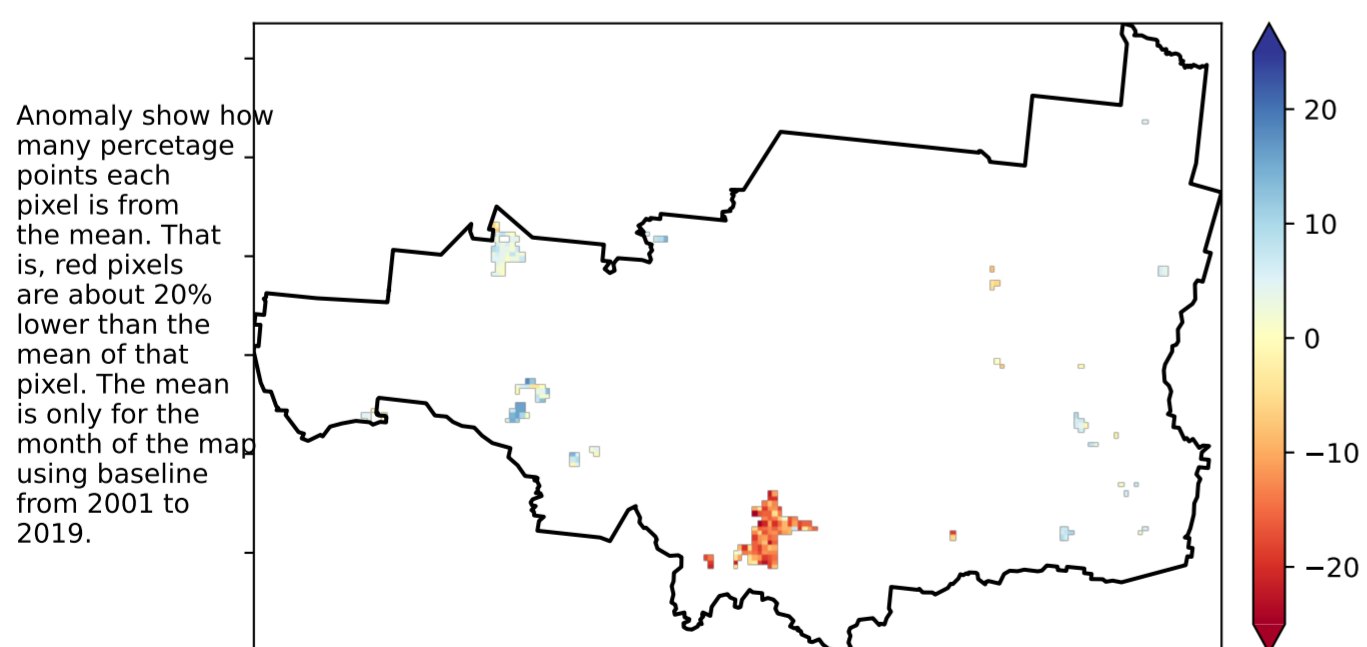 Anomaly show how
many percetage
points each
pixel is from
the mean. That
is, red pixels
are about 20%
lower than the
mean of that
pixel. The mean
is only for the
month of the map
using baseline
from 2001 to
2019.
20
10
0
−10
−20